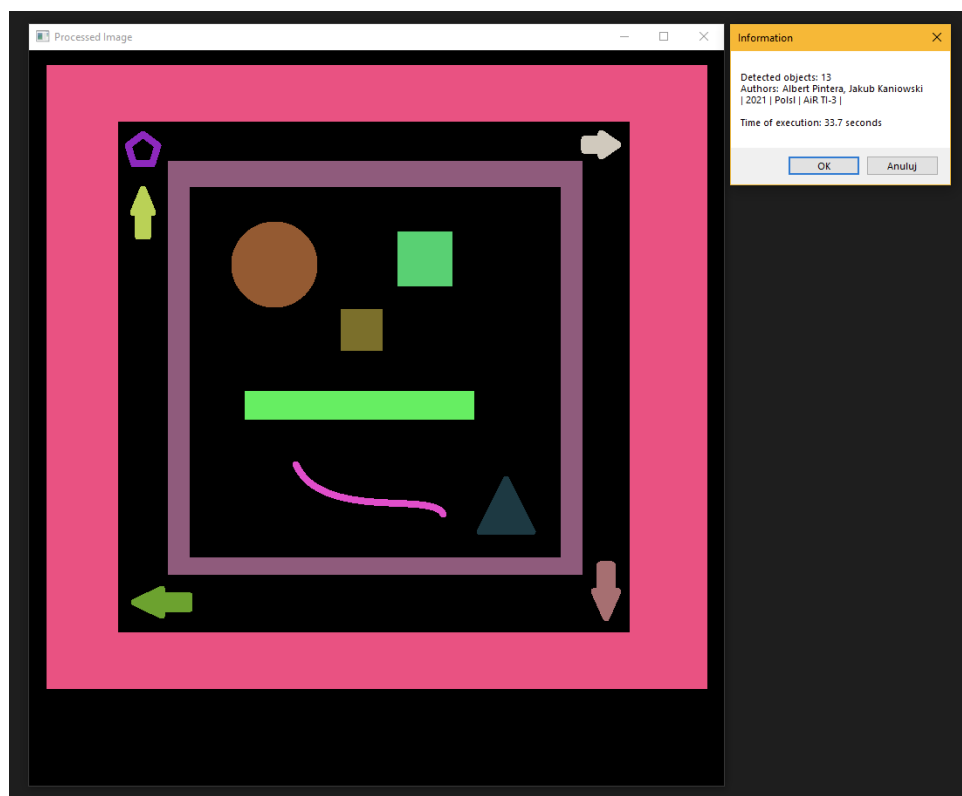 Processed Image
Information
Detected objects: 13
Authors: Albert Pintera, Jakub Kaniowski
| 2021 | Polsl | AiR TI-3 |
Time of execution: 33.7 seconds
OK
Anuluj